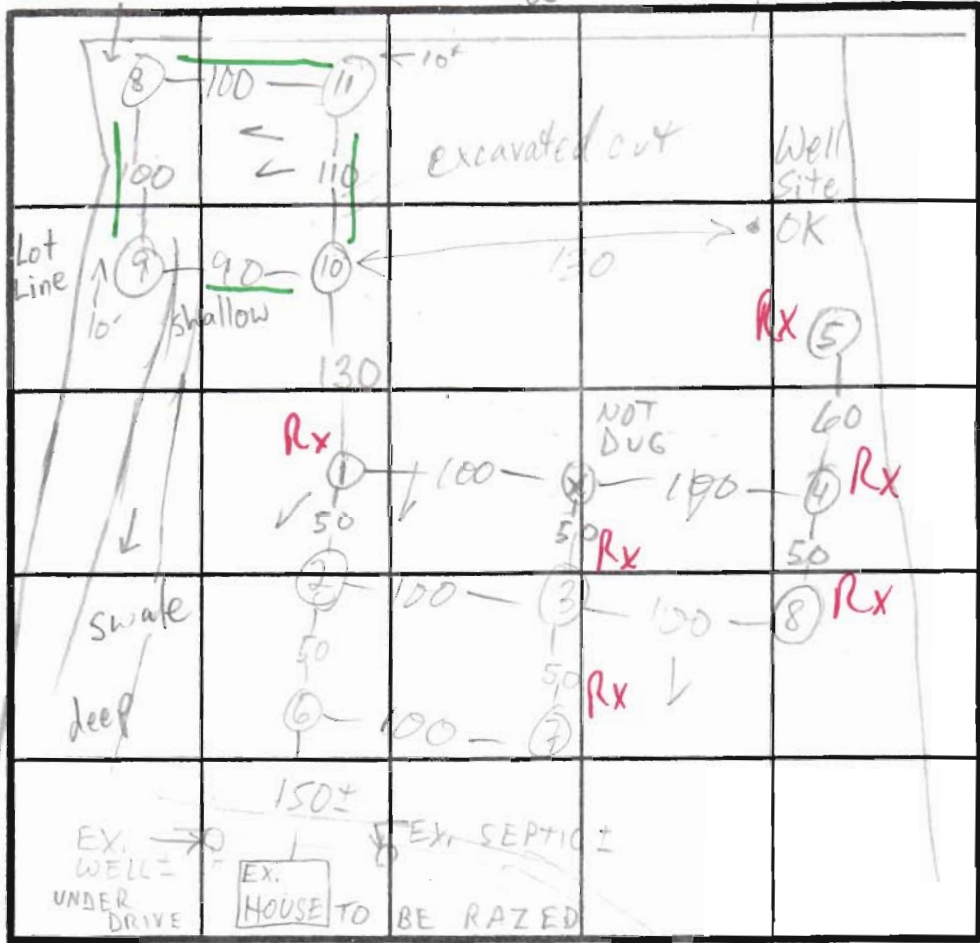 8 100 11 ← 10'
100 110 excavated cut Well
Site
Lot
Line
9 90 10 130 OK
10' shallow
Rx 5
130
60
NOT
DUG
Rx
1 100 X 100 4 Rx
50 50 50
Rx
2 100 3 100 8 Rx
swale
50 50 Rx
deep
6 100 7
150±
EX. EX. SEPTIC ±
WELL±
UNDER
DRIVE
EX.
HOUSE TO BE RAZED